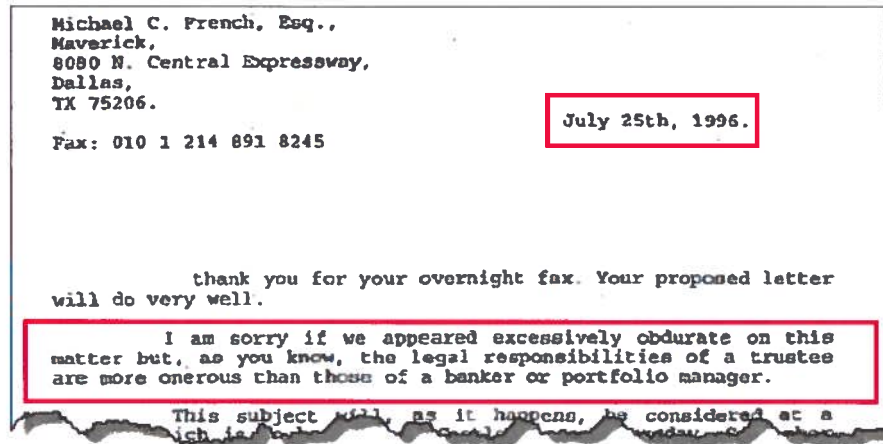 Michael C. French, Esq.,
Maverick,
8080 N. Central Expressway,
Dallas,
TX 75206.
July 25th, 1996.
Fax: 010 1 214 891 8245
thank you for your overnight fax. Your proposed letter
will do very well.
I am sorry if we appeared excessively obdurate on this
matter but, as you know, the legal responsibilities of a trustee
are more onerous than those of a banker or portfolio manager.
This subject will, as it happens, be considered at a